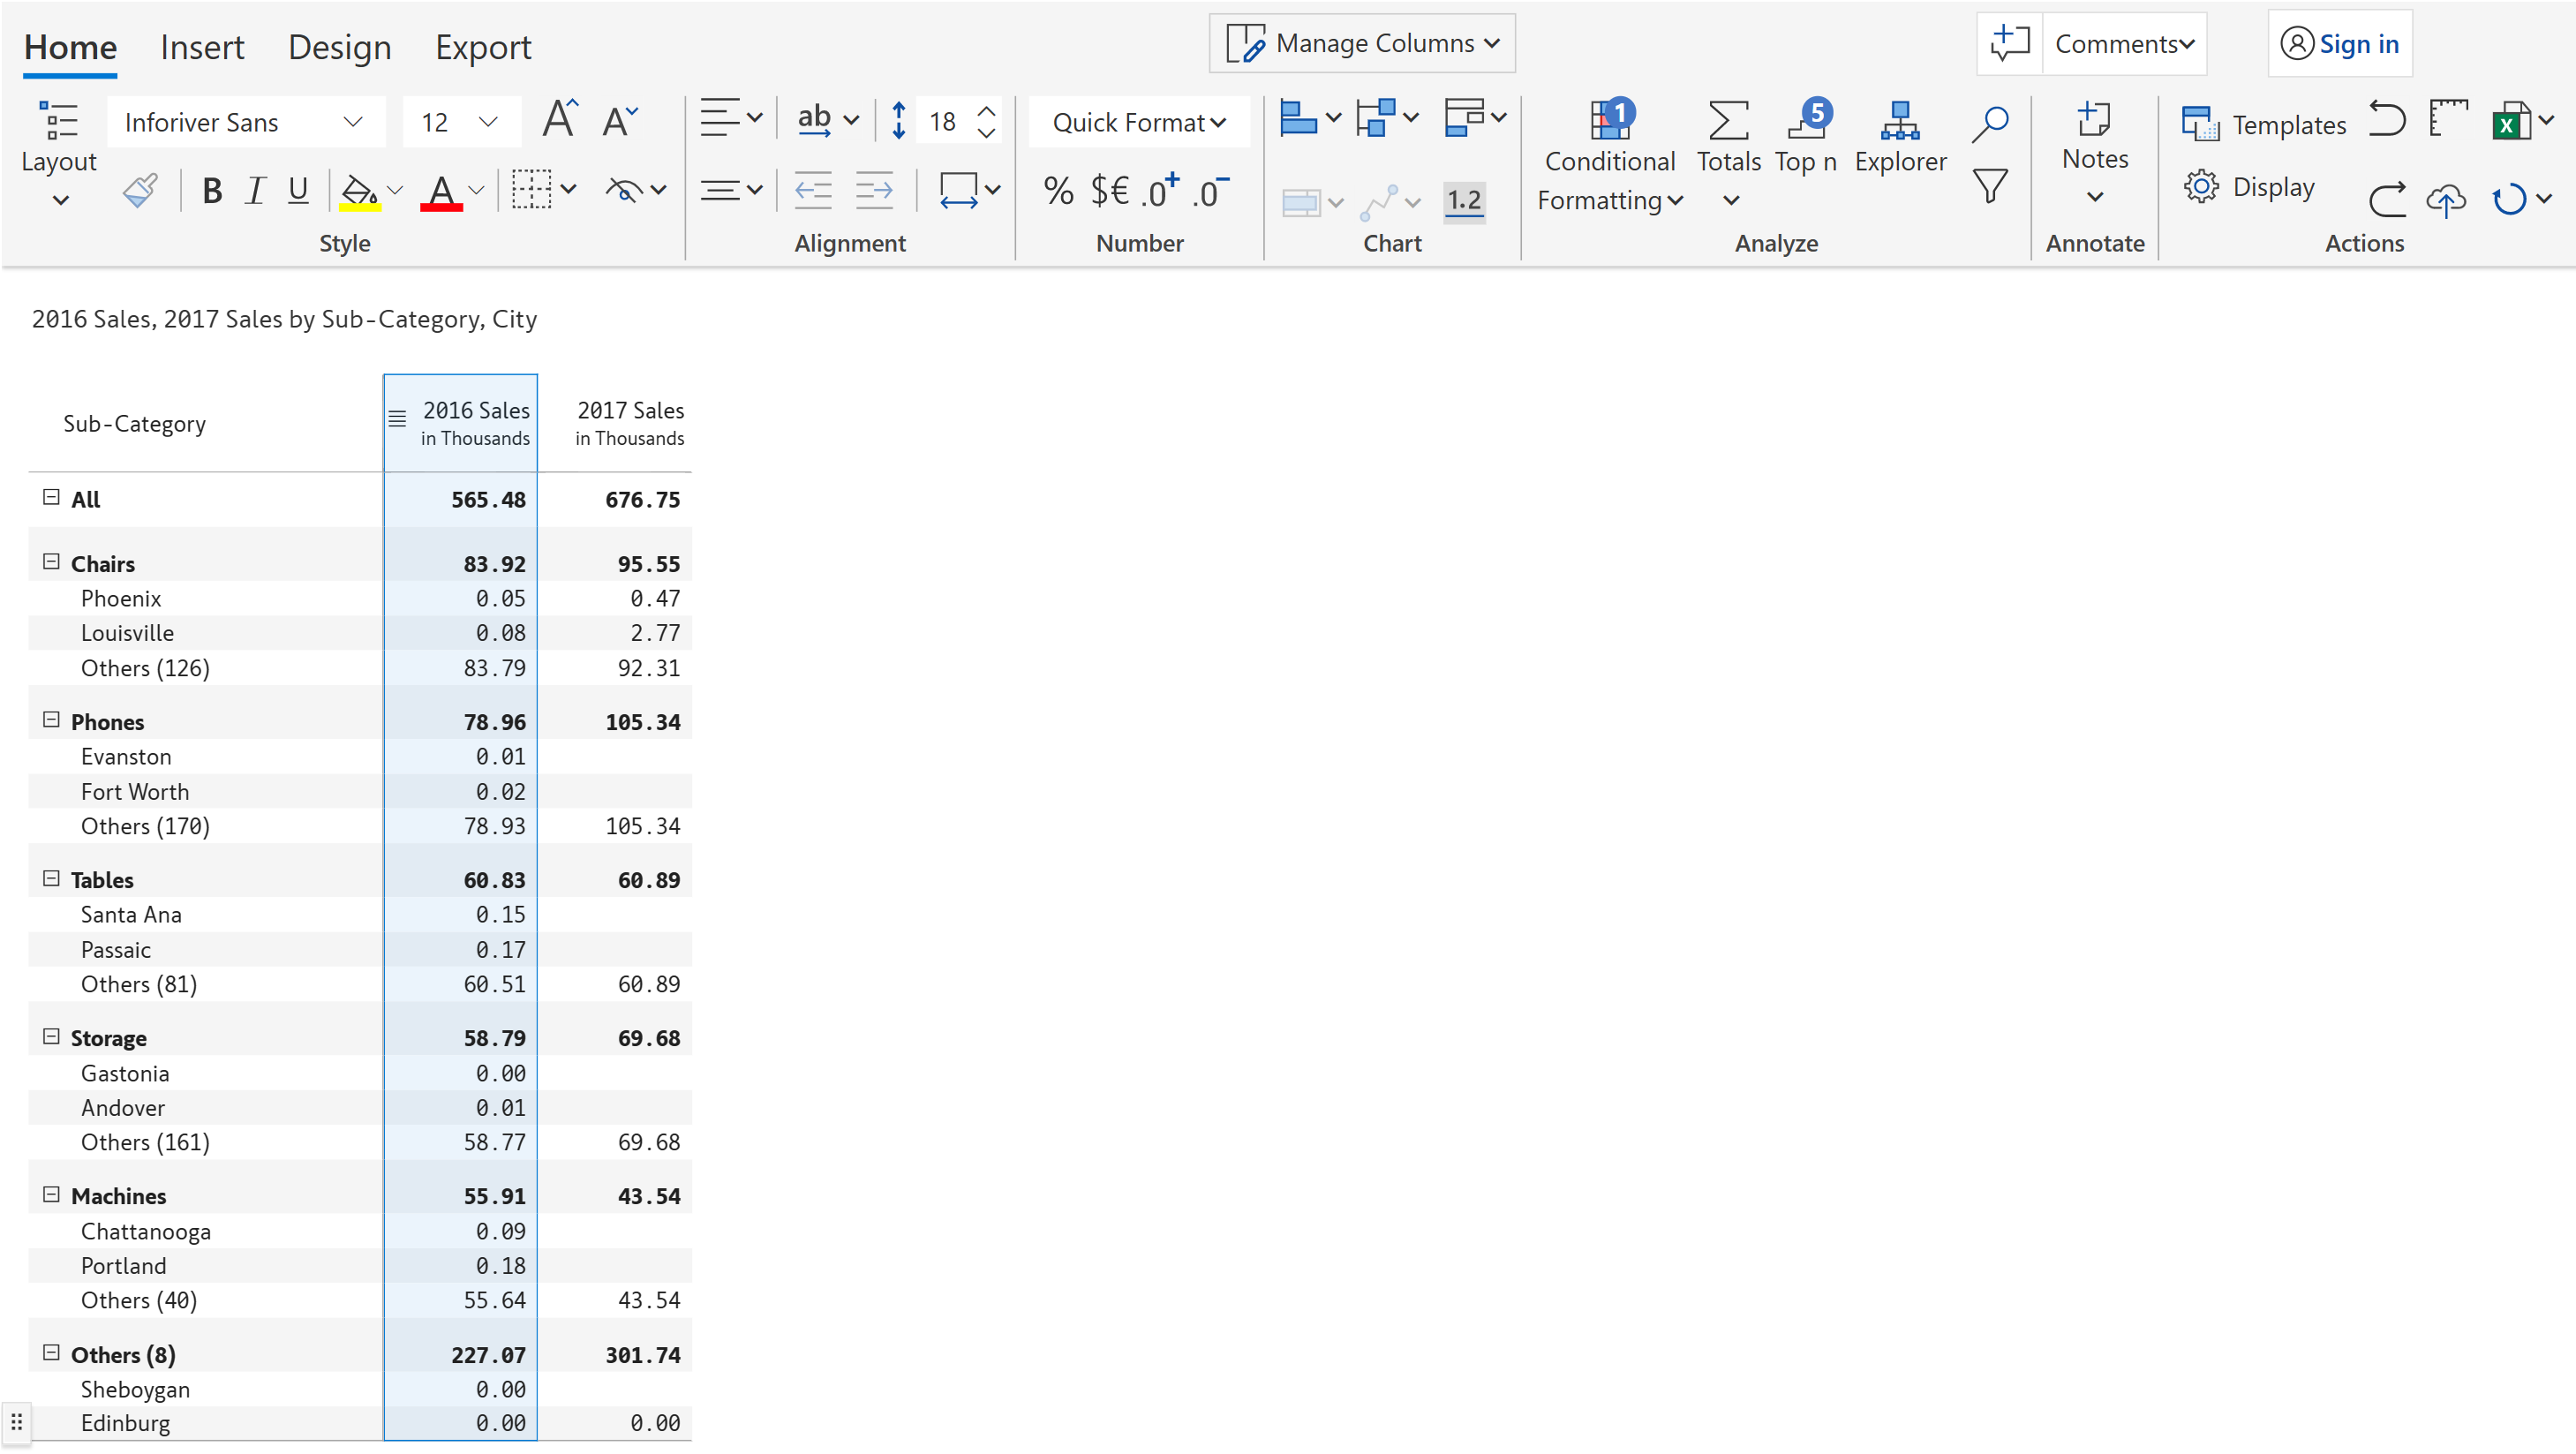 Home Insert Design Export Manage Columns Comments Sign in
Inforiver Sans 12 A A ab 18 Quick Format 1 5 Templates
Layout Conditional Totals Top n Explorer Notes
B I U A % $€ .0+ .0- 1.2 Formatting Display
Style Alignment Number Chart Analyze Annotate Actions
2016 Sales, 2017 Sales by Sub-Category, City
Sub-Category 2016 Sales in Thousands 2017 Sales in Thousands
All 565.48 676.75
Chairs 83.92 95.55
Phoenix 0.05 0.47
Louisville 0.08 2.77
Others (126) 83.79 92.31
Phones 78.96 105.34
Evanston 0.01
Fort Worth 0.02
Others (170) 78.93 105.34
Tables 60.83 60.89
Santa Ana 0.15
Passaic 0.17
Others (81) 60.51 60.89
Storage 58.79 69.68
Gastonia 0.00
Andover 0.01
Others (161) 58.77 69.68
Machines 55.91 43.54
Chattanooga 0.09
Portland 0.18
Others (40) 55.64 43.54
Others (8) 227.07 301.74
Sheboygan 0.00
Edinburg 0.00 0.00